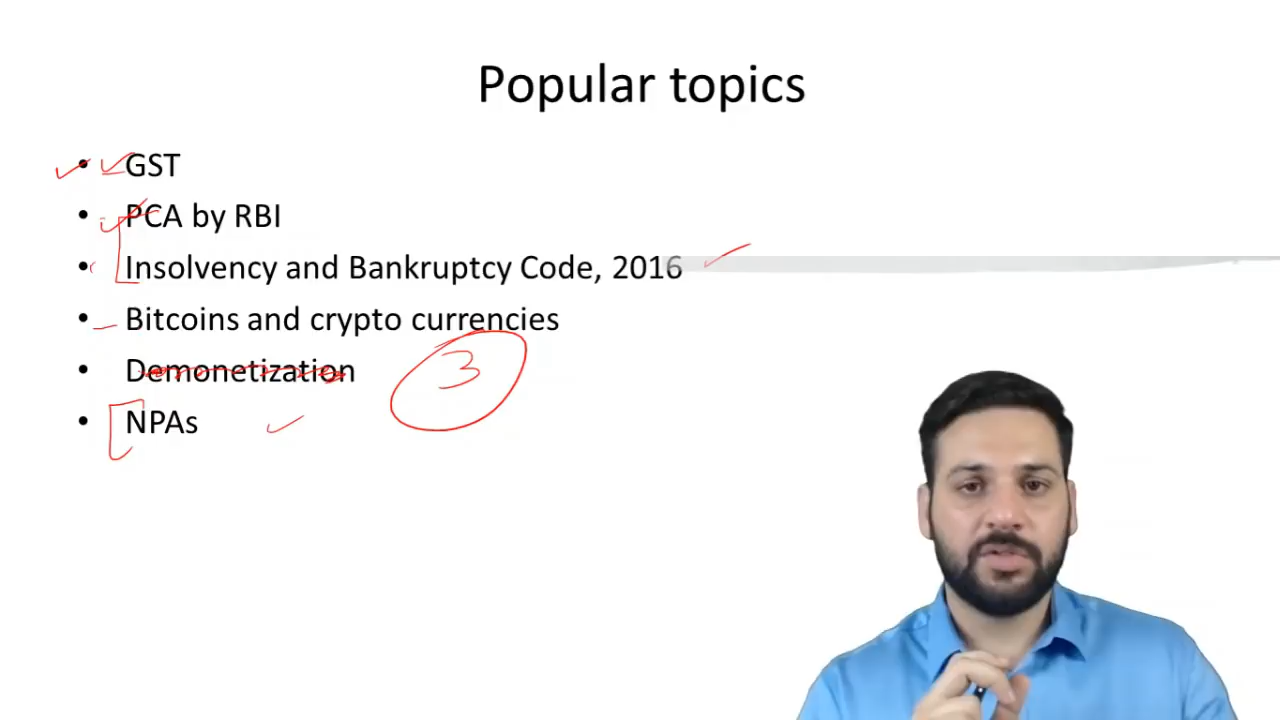 Popular topics
• GST
• PCA by RBI
• Insolvency and Bankruptcy Code, 2016
• Bitcoins and crypto currencies
• Demonetization
3
• NPAs